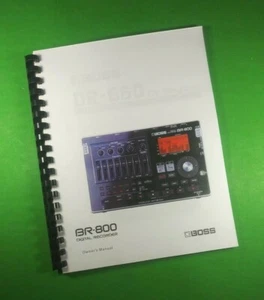 BR-800
DIGITAL RECORDER
Owner's Manual
BOSS